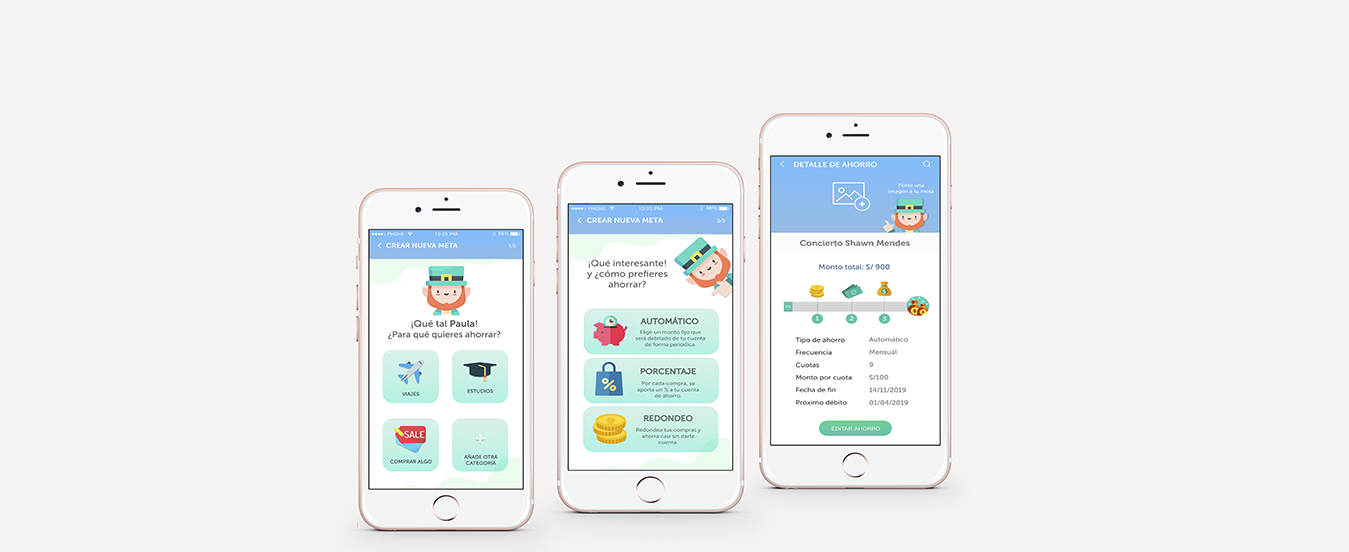 PHONE 10:25 PM 98%
CREAR NUEVA META 1/5
¡Qué tal Paula!
¿Para qué quieres ahorrar?
VIAJES
ESTUDIOS
SALE
COMPRAR ALGO
AÑADE OTRA
CATEGORÍA
PHONE 10:25 PM 98%
CREAR NUEVA META 3/5
¡Qué interesante!
y ¿cómo prefieres
ahorrar?
AUTOMÁTICO
Elige un monto fijo que
será debitado de tu cuenta
de forma periódica.
PORCENTAJE
Por cada compra, se
aporta un % a tu cuenta
de ahorro.
REDONDEO
Redondea tus compras y
ahorra casi sin darte
cuenta.
DETALLE DE AHORRO
Ponle una
imagen a tu meta
Concierto Shawn Mendes
Monto total: S/ 900
1 2 3
Tipo de ahorro Automático
Frecuencia Mensual
Cuotas 9
Monto por cuota S/100
Fecha de fin 14/11/2019
Próximo débito 01/04/2019
EDITAR AHORRO